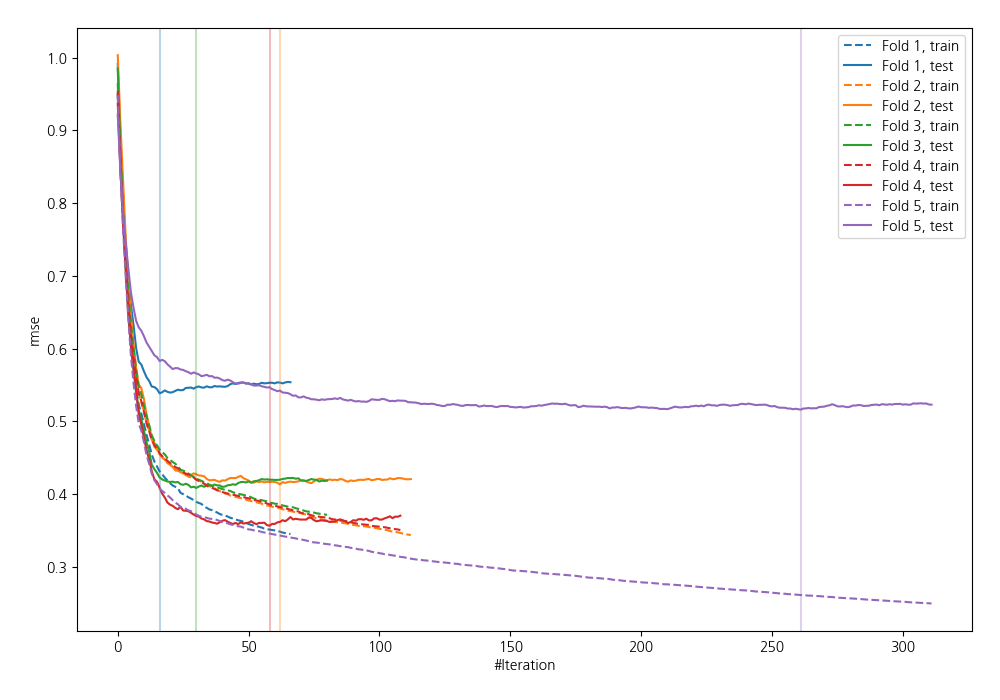 1.0
0.9
0.8
0.7
0.6
0.5
0.4
0.3
rmse
0
50
100
150
200
250
300
#Iteration
Fold 1, train
Fold 1, test
Fold 2, train
Fold 2, test
Fold 3, train
Fold 3, test
Fold 4, train
Fold 4, test
Fold 5, train
Fold 5, test